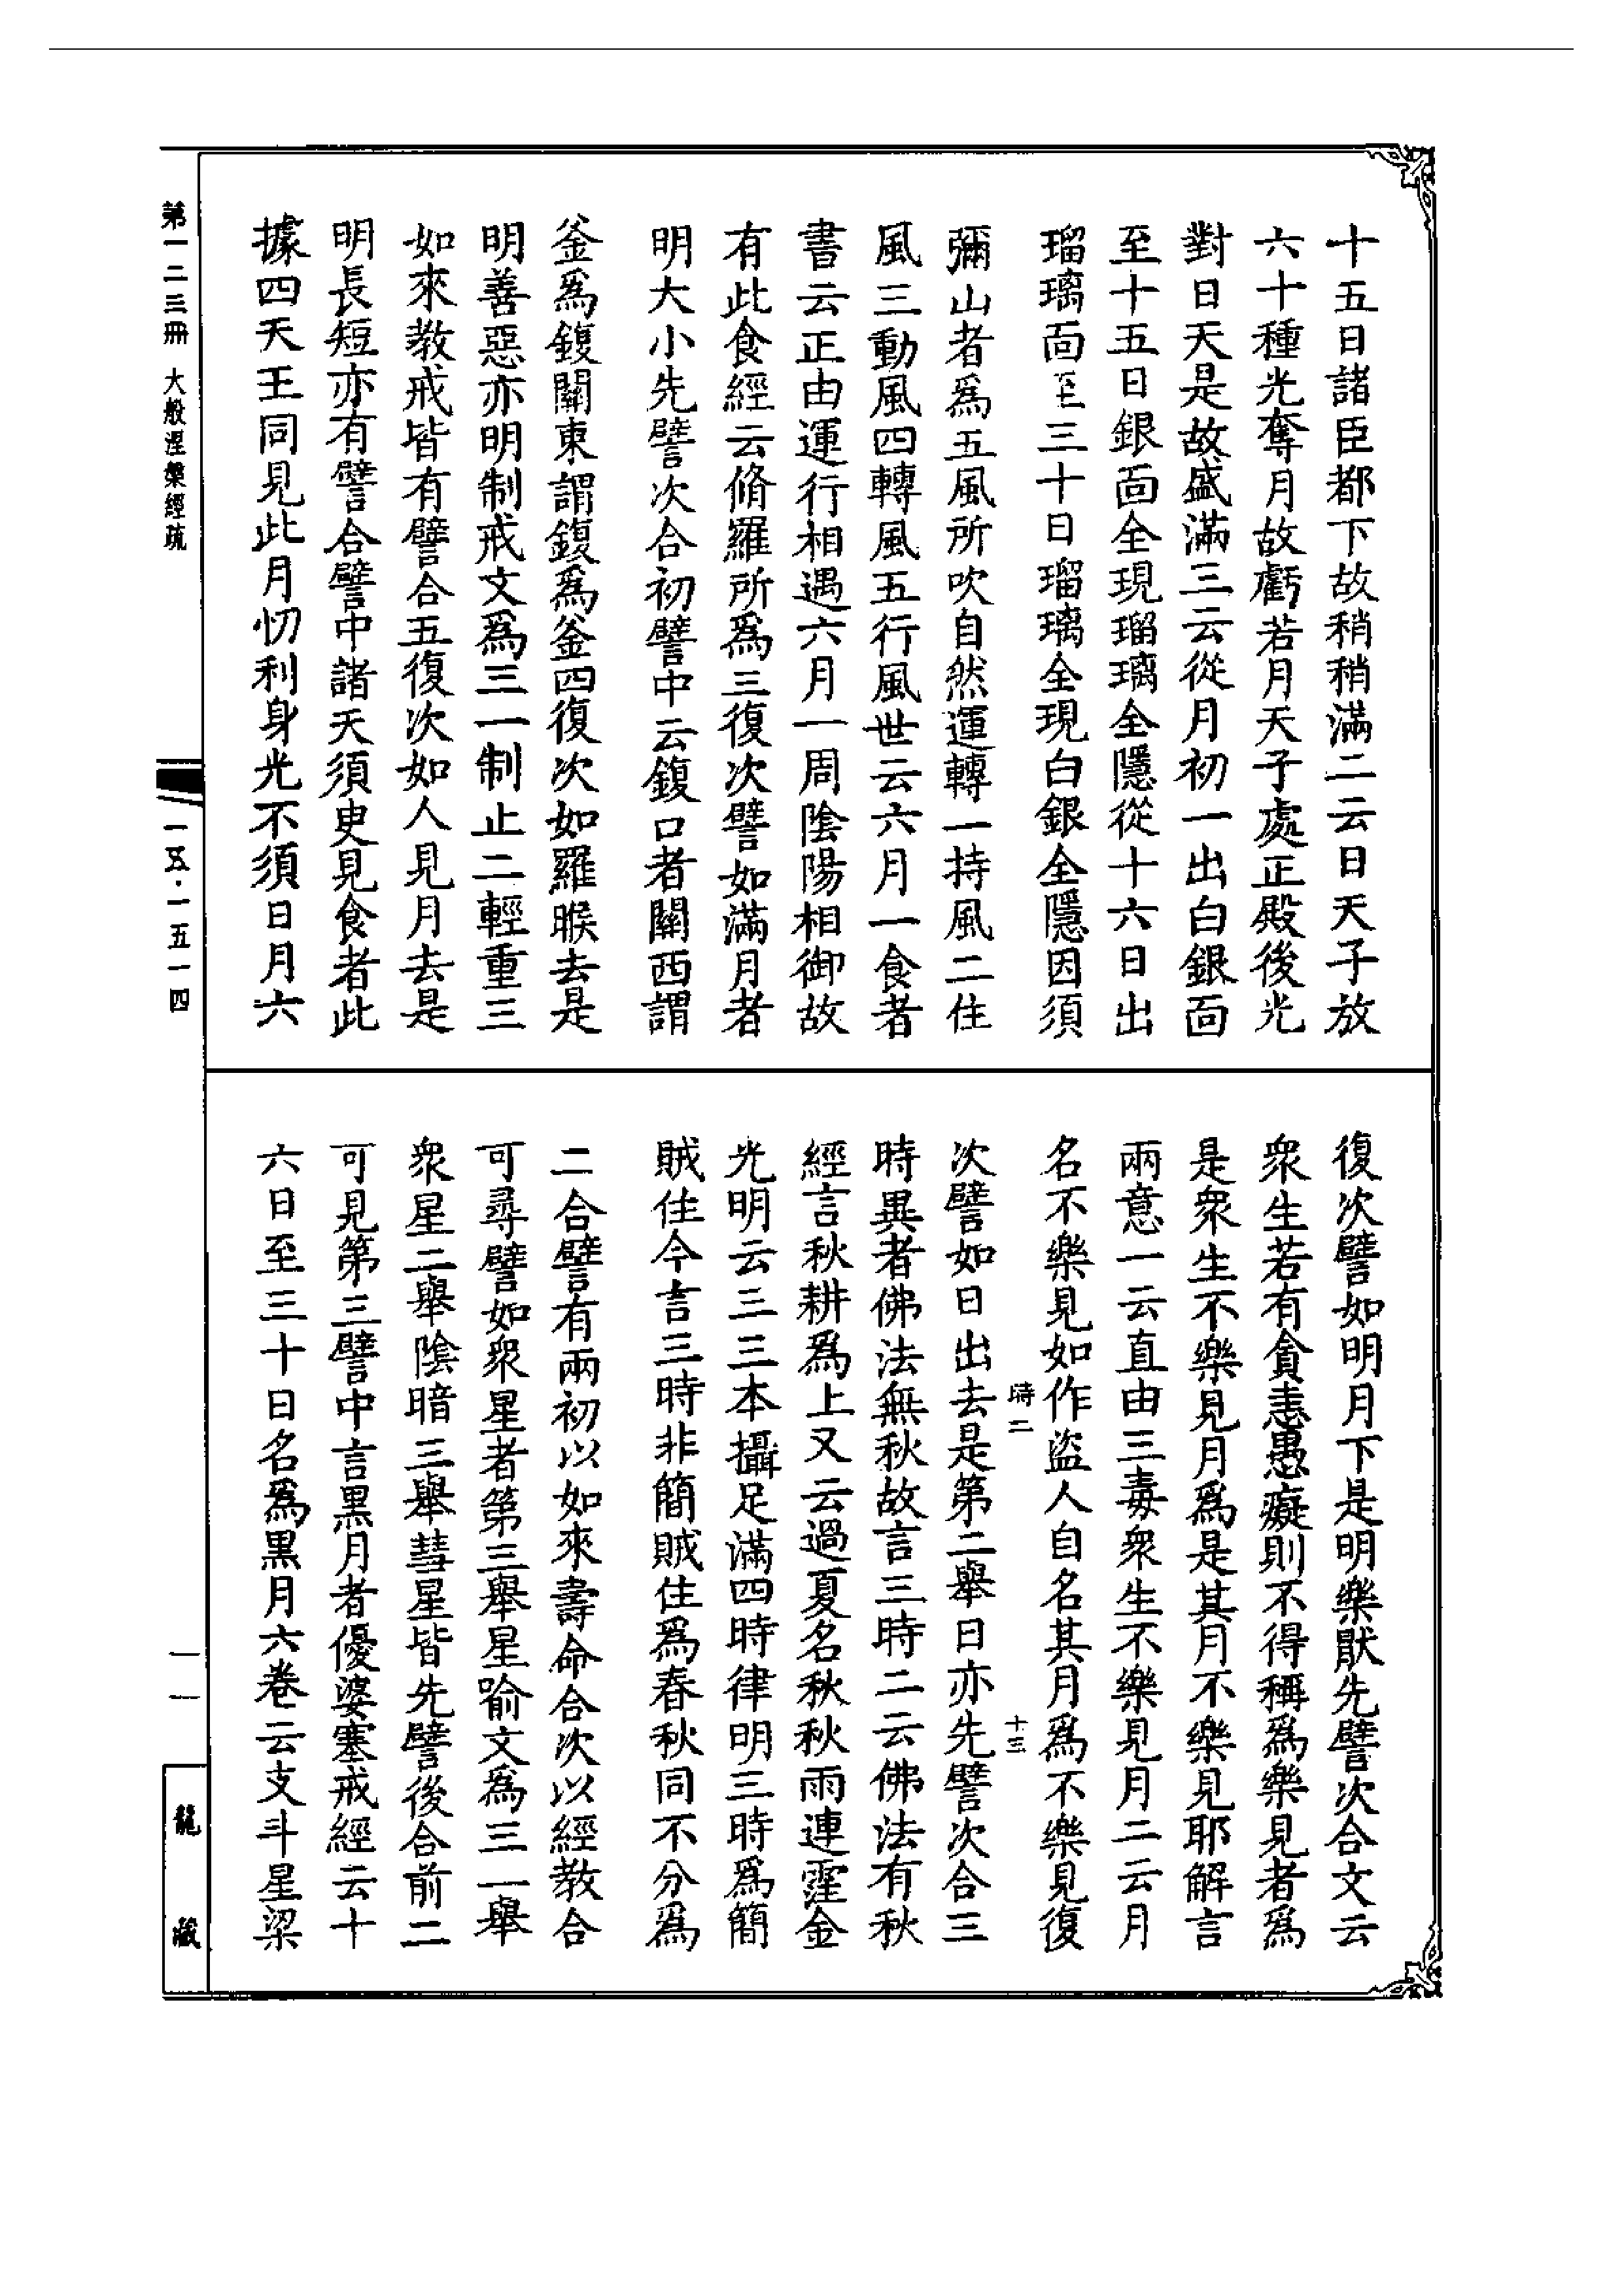 十五日諸臣都下故稍稍滿二云日天子放
六十種光奪月故虧若月天子處正殿後光
對日天是故盛滿三云從月初一出白銀面
至十五日銀面全現瑠璃全隱從十六日出
瑠璃面至三十日瑠璃全現白銀全隱因須
彌山者爲五風所吹自然運轉一持風二住
風三動風四轉風五行風世云六月一食者
書云正由運行相遇六月一周陰陽相御故
有此食經云脩羅所爲三復次譬如滿月者
明大小先譬次合初譬中云鍑口者關西謂
釜爲鍑關東謂鍑爲釜四復次如羅睺去是
明善惡亦明制戒文爲三一制止二輕重三
如來教戒皆有譬合五復次如人見月去是
明長短亦有譬合譬中諸天須臾見食者此
據四天王同見此月忉利身光不須日月六
復次譬如明月下是明樂猒先譬次合文云
衆生若有貪恚愚癡則不得稱爲樂見者爲
是衆生不樂見月爲是其月不樂見耶解言
兩意一云直由三毒衆生不樂見月二云月
名不樂見如作盜人自名其月爲不樂見復
時二
十三
次譬如日出去是第二舉日亦先譬次合三
時異者佛法無秋故言三時二云佛法有秋
經言秋耕爲上又云過夏名秋秋雨連霔金
光明云三三本攝足滿四時律明三時爲簡
賊住今言三時非簡賊住爲春秋同不分爲
二合譬有兩初以如來壽命合次以經教合
可尋譬如衆星者第三舉星喻文爲三一舉
衆星二舉陰暗三舉彗星皆先譬後合前二
可見第三譬中言黒月者優婆塞戒經云十
六日至三十日名爲黒月六卷云支斗星梁
第一二三冊 大般涅槃經疏
一五·一五一四
一一
龍藏